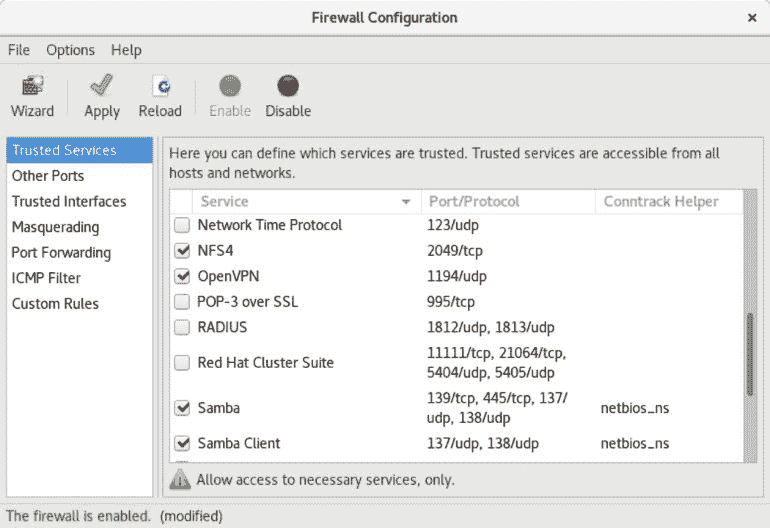 Firewall Configuration
File Options Help
Wizard Apply Reload Enable Disable
Trusted Services
Other Ports
Trusted Interfaces
Masquerading
Port Forwarding
ICMP Filter
Custom Rules
Here you can define which services are trusted. Trusted services are accessible from all
hosts and networks.
Service Port/Protocol Conntrack Helper
Network Time Protocol 123/udp
NFS4 2049/tcp
OpenVPN 1194/udp
POP-3 over SSL 995/tcp
RADIUS 1812/udp, 1813/udp
Red Hat Cluster Suite 11111/tcp, 21064/tcp,
5404/udp, 5405/udp
Samba 139/tcp, 445/tcp, 137/
udp, 138/udp netbios_ns
Samba Client 137/udp, 138/udp netbios_ns
Allow access to necessary services, only.
The firewall is enabled. (modified)